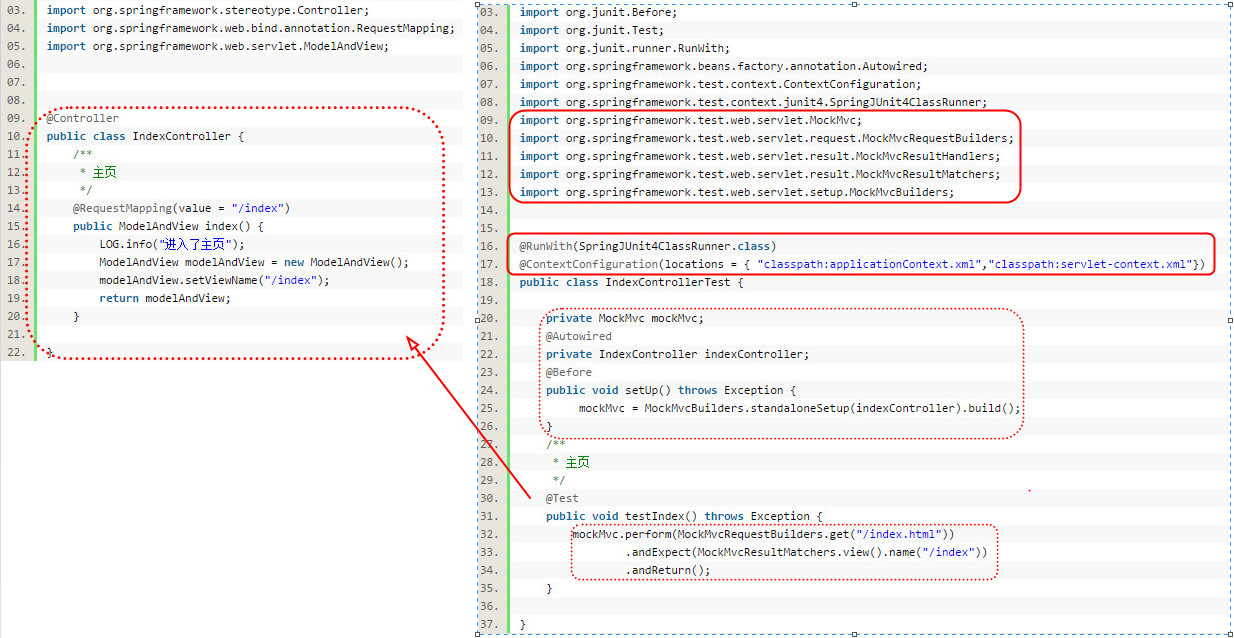 03. import org.springframework.stereotype.Controller;
04. import org.springframework.web.bind.annotation.RequestMapping;
05. import org.springframework.web.servlet.ModelAndView;
06.
07.
08.
09. @Controller
10. public class IndexController {
11. /**
12. * 主页
13. */
14. @RequestMapping(value = "/index")
15. public ModelAndView index() {
16. LOG.info("进入了主页");
17. ModelAndView modelAndView = new ModelAndView();
18. modelAndView.setViewName("/index");
19. return modelAndView;
20. }
21.
22. }
03. import org.junit.Before;
04. import org.junit.Test;
05. import org.junit.runner.RunWith;
06. import org.springframework.beans.factory.annotation.Autowired;
07. import org.springframework.test.context.ContextConfiguration;
08. import org.springframework.test.context.junit4.SpringJUnit4ClassRunner;
09. import org.springframework.test.web.servlet.MockMvc;
10. import org.springframework.test.web.servlet.request.MockMvcRequestBuilders;
11. import org.springframework.test.web.servlet.result.MockMvcResultHandlers;
12. import org.springframework.test.web.servlet.result.MockMvcResultMatchers;
13. import org.springframework.test.web.servlet.setup.MockMvcBuilders;
14.
15.
16. @RunWith(SpringJUnit4ClassRunner.class)
17. @ContextConfiguration(locations = { "classpath:applicationContext.xml","classpath:servlet-context.xml"})
18. public class IndexControllerTest {
19.
20. private MockMvc mockMvc;
21. @Autowired
22. private IndexController indexController;
23. @Before
24. public void setUp() throws Exception {
25. mockMvc = MockMvcBuilders.standaloneSetup(indexController).build();
26. }
27. /**
28. * 主页
29. */
30. @Test
31. public void testIndex() throws Exception {
32. mockMvc.perform(MockMvcRequestBuilders.get("/index.html"))
33. .andExpect(MockMvcResultMatchers.view().name("/index"))
34. .andReturn();
35. }
36.
37. }